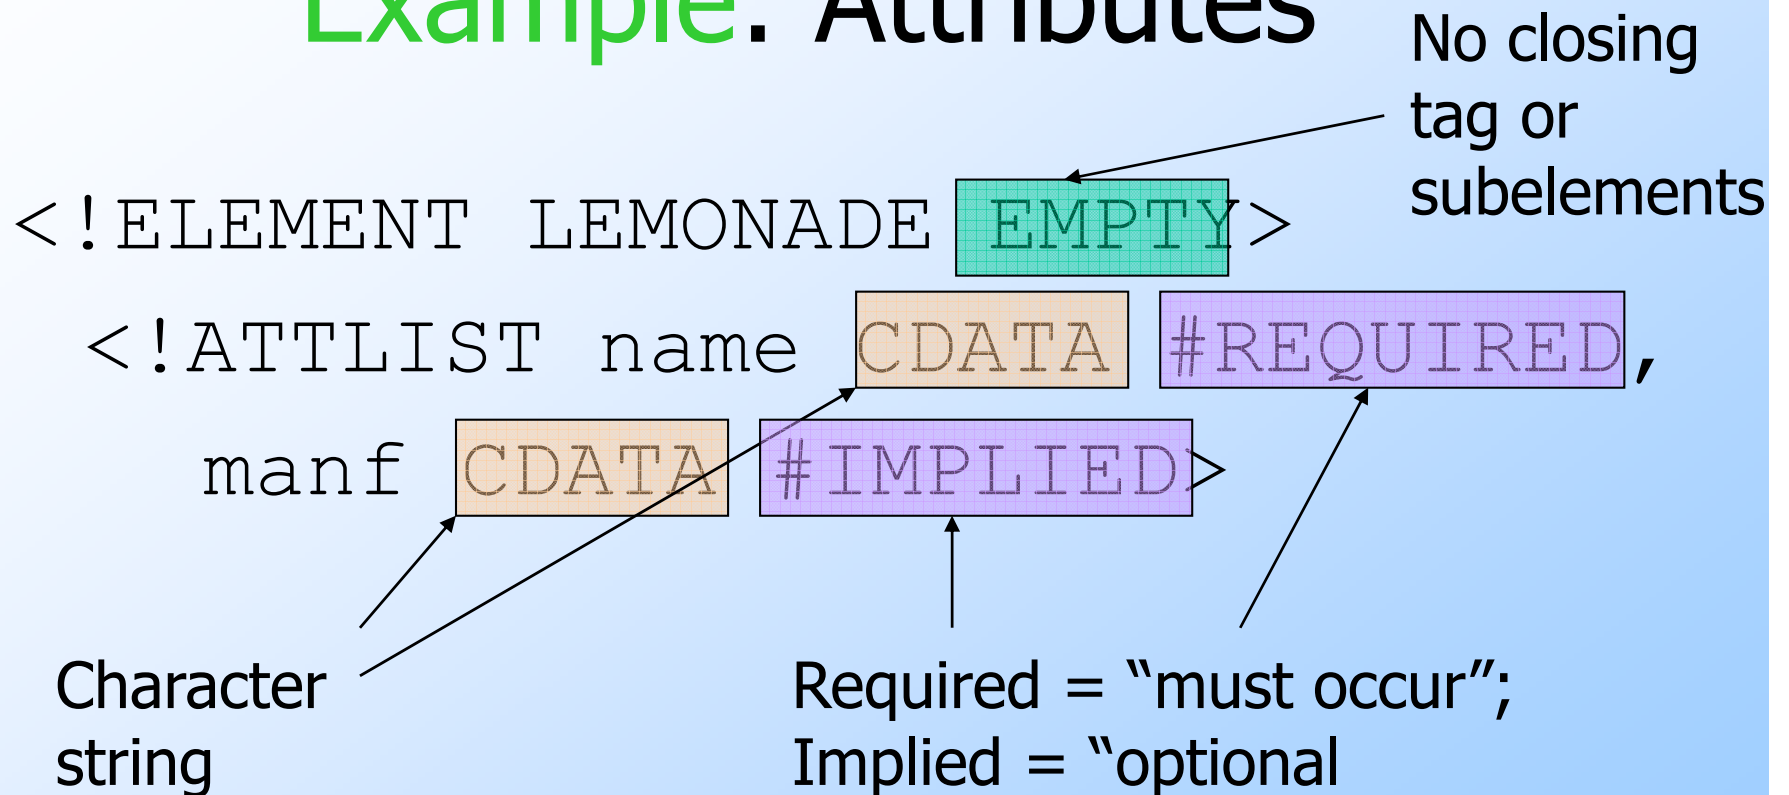 Example: Attributes
No closing
tag or
subelements
<!ELEMENT LEMONADE EMPTY>
<!ATTLIST name CDATA #REQUIRED,
manf CDATA #IMPLIED>
Character
string
Required = “must occur”;
Implied = “optional